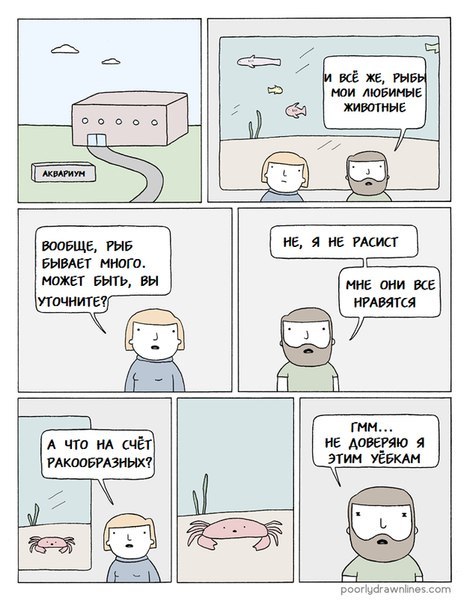 АКВАРИУМ
И ВСЁ ЖЕ, РЫБЫ
МОИ ЛЮБИМЫЕ
ЖИВОТНЫЕ
ВООБЩЕ, РЫБ
БЫВАЕТ МНОГО.
МОЖЕТ БЫТЬ, ВЫ
УТОЧНИТЕ?
НЕ, Я НЕ РАСИСТ
МНЕ ОНИ ВСЕ
НРАВЯТСЯ
А ЧТО НА СЧЁТ
РАКООБРАЗНЫХ?
ГММ...
НЕ ДОВЕРЯЮ Я
ЭТИМ УЁБКАМ
poorlydrawnlines.com